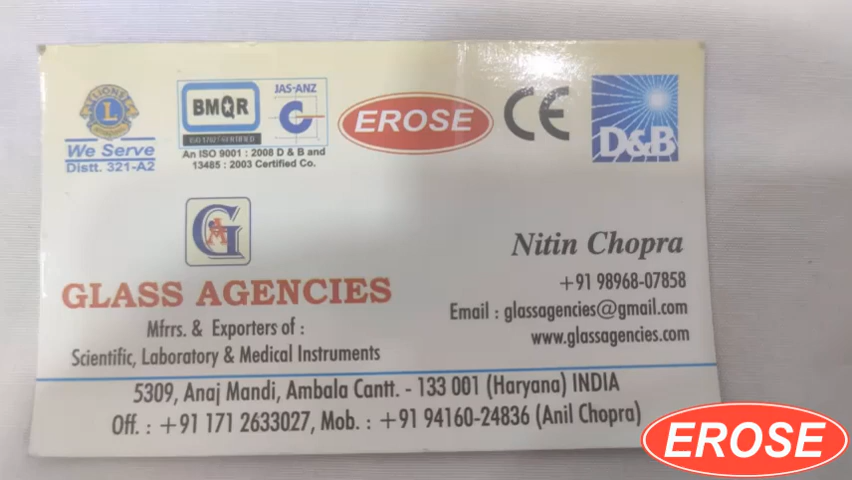 LIONS
L
We Serve
Distt. 321-A2
BMQR
JAS-ANZ
An ISO 9001 : 2008 D & B and
13485 : 2003 Certified Co.
EROSE
CE
D&B
GA
GLASS AGENCIES
Mfrrs. & Exporters of :
Scientific, Laboratory & Medical Instruments
Nitin Chopra
+91 98968-07858
Email : glassagencies@gmail.com
www.glassagencies.com
5309, Anaj Mandi, Ambala Cantt. - 133 001 (Haryana) INDIA
Off. : +91 171 2633027, Mob. : +91 94160-24836 (Anil Chopra)
EROSE